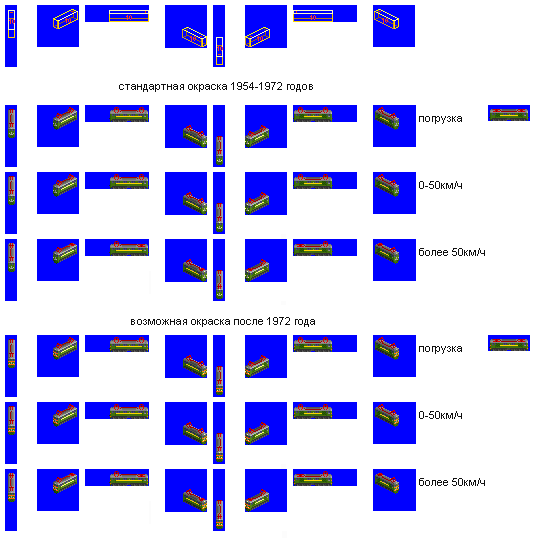 стандартная окраска 1954-1972 годов
погрузка
0-50км/ч
более 50км/ч
возможная окраска после 1972 года
погрузка
0-50км/ч
более 50км/ч